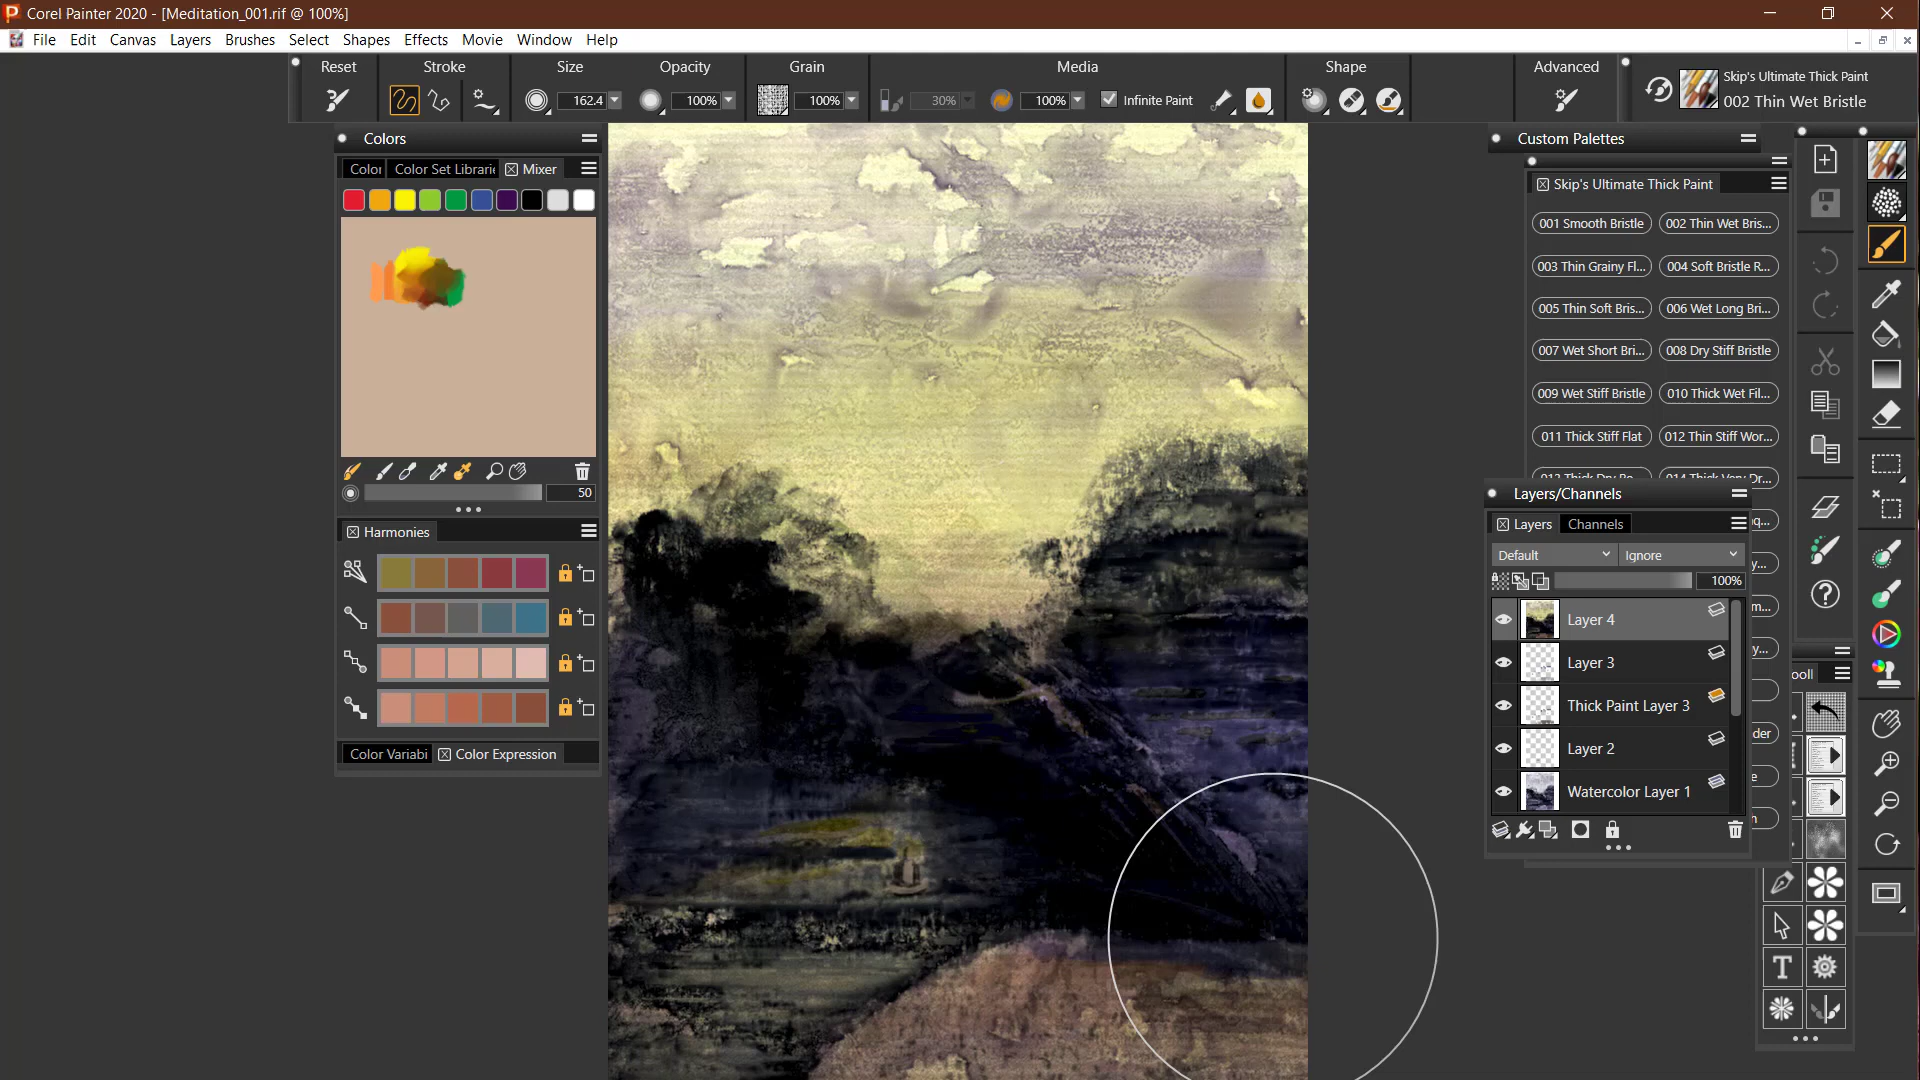 Corel Painter 2020 - [Meditation_001.rif @ 100%]
File Edit Canvas Layers Brushes Select Shapes Effects Movie Window Help
Reset Stroke Size Opacity Grain Media Shape Advanced
162.4 100% 100% 30% 100% Infinite Paint
Skip's Ultimate Thick Paint
002 Thin Wet Bristle
Colors
Color Color Set Librarie Mixer
50
Harmonies
Color Variabi Color Expression
Custom Palettes
Skip's Ultimate Thick Paint
001 Smooth Bristle 002 Thin Wet Bris...
003 Thin Grainy Fl... 004 Soft Bristle R...
005 Thin Soft Bris... 006 Wet Long Bri...
007 Wet Short Bri... 008 Dry Stiff Bristle
009 Wet Stiff Bristle 010 Thick Wet Fil...
011 Thick Stiff Flat 012 Thin Stiff Wor...
Layers/Channels
Layers Channels
Default Ignore
100%
Layer 4
Layer 3
Thick Paint Layer 3
Layer 2
Watercolor Layer 1